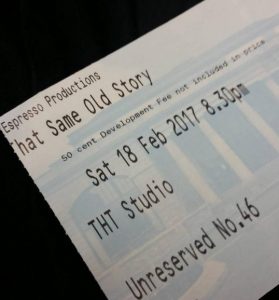 Espresso Productions
That Same Old Story
50 cent Development Fee not included in price.
Sat 18 Feb 2017 8.30pm
THT Studio
Unreserved No.46